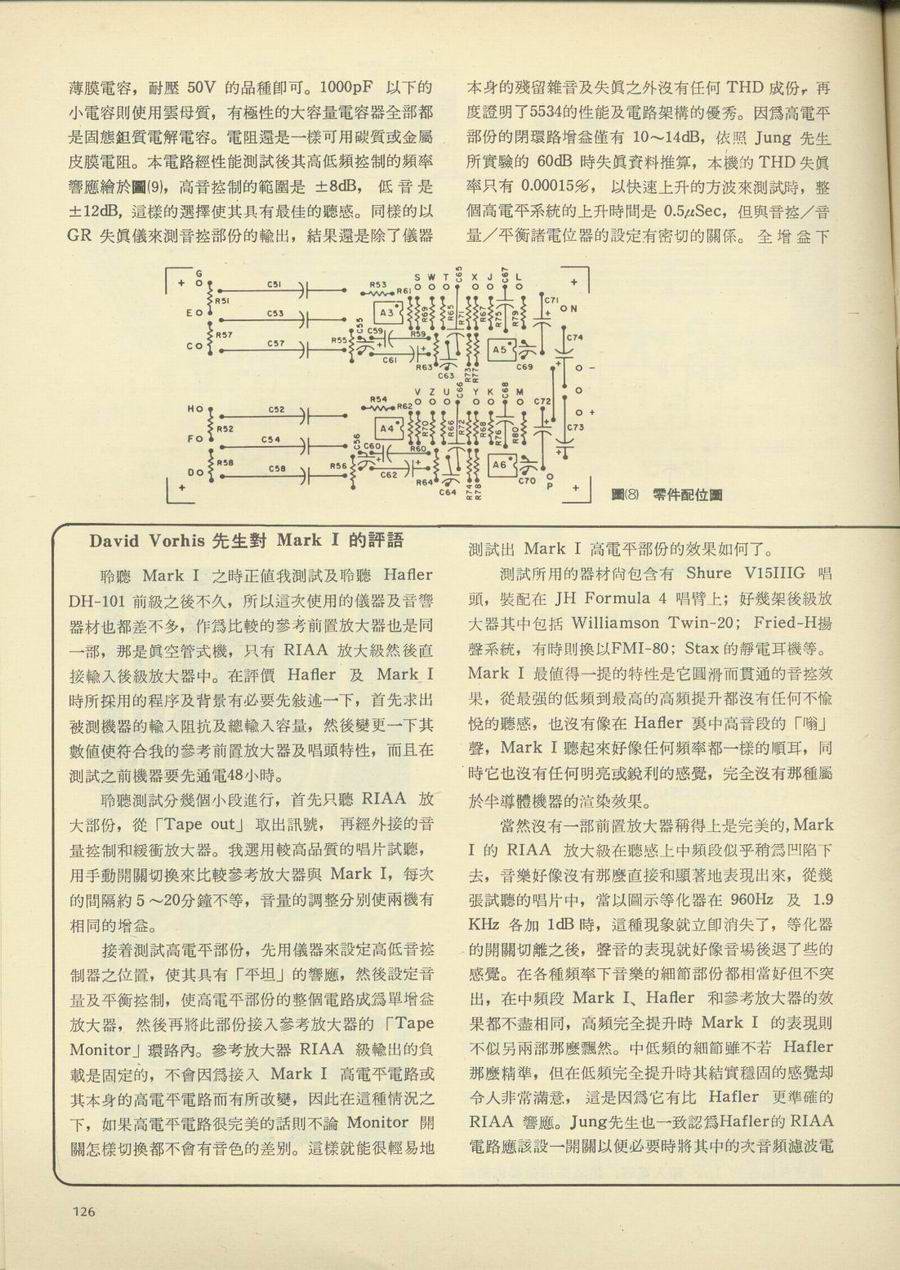 薄膜電容，耐壓 50V 的品種即可。1000pF 以下的
小電容則使用雲母質，有極性的大容量電容器全部都
是固態鉭質電解電容。電阻還是一樣可用碳質或金屬
皮膜電阻。本電路經性能測試後其高低頻控制的頻率
響應繪於圖(9)，高音控制的範圍是 ±8dB， 低 音 是
±12dB，這樣的選擇使其具有最佳的聽感。同樣的以
GR 失眞儀來測音控部份的輸出，結果還是除了儀器
本身的殘留雜音及失眞之外沒有任何 THD 成份，再
度證明了5534的性能及電路架構的優秀。因爲高電平
部份的閉環路增益僅有 10～14dB，依照 Jung 先生
所實驗的 60dB 時失眞資料推算，本機的 THD 失眞
率只有 0.00015%， 以快速上升的方波來測試時，整
個高電平系統的上升時間是 0.5μSec，但與音控／音
量／平衡諸電位器的設定有密切的關係。 全 增 益 下
G
R51
E
C
R57
C51
C53
C57
R53
R61
A3
R55
C55
C59
C61
R59
R63
S W T C65 X J C67 L
R69
R65
R71
R67
R75
R79
C63
R73
R77
A5
C69
C71
N
C74
H
R52
F
R58
D
C52
C54
C58
R54
R62
A4
R56
C56
C60
C62
R60
R64
V Z U C66 Y K C68 M
R70
R66
R72
R68
R76
R80
C64
R74
R78
A6
C70
C72
C73
P
圖(8) 零件配位圖
David Vorhis 先生對 Mark I 的評語
聆聽 Mark I 之時正值我測試及聆聽 Hafler
DH-101 前級之後不久，所以這次使用的儀器及音響
器材也都差不多，作爲比較的參考前置放大器也是同
一部，那是眞空管式機，只有 RIAA 放大級然後直
接輸入後級放大器中。在評價 Hafler 及 Mark I
時所採用的程序及背景有必要先敍述一下，首先求出
被測機器的輸入阻抗及總輸入容量，然後變更一下其
數値使符合我的參考前置放大器及唱頭特性，而且在
測試之前機器要先通電48小時。
聆聽測試分幾個小段進行，首先只聽 RIAA 放
大部份，從「Tape out」取出訊號， 再經外接的音
量控制和緩衝放大器。我選用較高品質的唱片試聽，
用手動開關切換來比較參考放大器與 Mark I，每次
的間隔約 5～20分鐘不等，音量的調整分別使兩機有
相同的增益。
接着測試高電平部份，先用儀器來設定高低音控
制器之位置，使其具有「平坦」的響應，然後設定音
量及平衡控制，使高電平部份的整個電路成爲單增益
放大器， 然後再將此部份接入參考放大器的「Tape
Monitor」環路內。參考放大器 RIAA 級輸出的負
載是固定的，不會因爲接入 Mark I 高電平電路或
其本身的高電平電路而有所改變，因此在這種情況之
下，如果高電平電路很完美的話則不論 Monitor 開
關怎樣切換都不會有音色的差别。這樣就能很輕易地
測試出 Mark I 高電平部份的效果如何了。
測試所用的器材尙包含有 Shure V15IIIG 唱
頭，裝配在 JH Formula 4 唱臂上；好幾架後級放
大器其中包括 Williamson Twin-20；Fried-H揚
聲系統，有時則換以FMI-80；Stax 的靜電耳機等。
Mark I 最値得一提的特性是它圓滑而貫通的音控效
果，從最强的低頻到最高的高頻提升都沒有任何不愉
悅的聽感，也沒有像在 Hafler 裏中高音段的「嗡」
聲，Mark I 聽起來好像任何頻率都一樣的順耳，同
時它也沒有任何明亮或銳利的感覺，完全沒有那種屬
於半導體機器的渲染效果。
當然沒有一部前置放大器稱得上是完美的，Mark
I 的 RIAA 放大級在聽感上中頻段似乎稍爲凹陷下
去，音樂好像沒有那麼直接和顯著地表現出來，從幾
張試聽的唱片中，當以圖示等化器在 960Hz 及 1.9
KHz 各加 1dB 時，這種現象就立即消失了，等化器
的開關切離之後，聲音的表現就好像音場後退了些的
感覺。在各種頻率下音樂的細節部份都相當好但不突
出，在中頻段 Mark I、Hafler 和參考放大器的效
果都不盡相同，高頻完全提升時 Mark I 的表現則
不似另兩部那麼飄然。中低頻的細節雖不若 Hafler
那麼精準，但在低頻完全提升時其結實穩固的感覺却
令人非常滿意， 這是因爲它有比 Hafler 更準確的
RIAA 響應。Jung先生也一致認爲Hafler的 RIAA
電路應該設一開關以便必要時將其中的次音頻濾波電
126